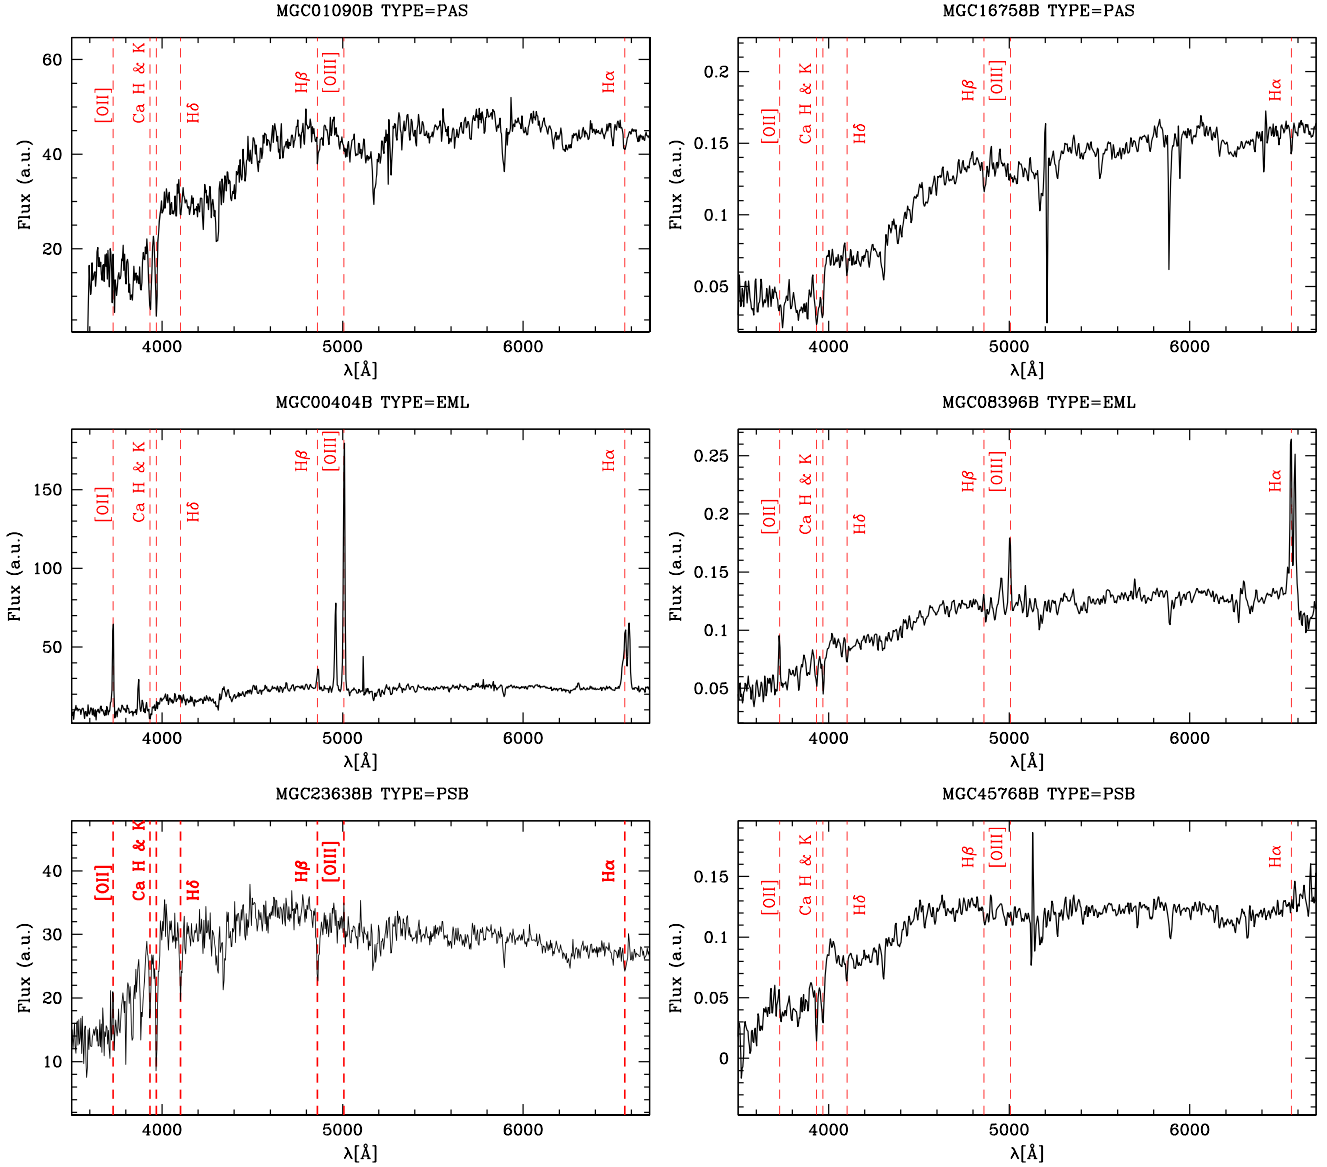 MGC01090B TYPE=PAS
Flux (a.u.)
60
40
20
[OII]
Ca H & K
Hδ
Hβ
[OIII]
Hα
4000 5000 6000
λ[Å]
MGC16758B TYPE=PAS
Flux (a.u.)
0.2
0.15
0.1
0.05
[OII]
Ca H & K
Hδ
Hβ
[OIII]
Hα
4000 5000 6000
λ[Å]
MGC00404B TYPE=EML
Flux (a.u.)
150
100
50
[OII]
Ca H & K
Hδ
Hβ
[OIII]
Hα
4000 5000 6000
λ[Å]
MGC08396B TYPE=EML
Flux (a.u.)
0.25
0.2
0.15
0.1
0.05
[OII]
Ca H & K
Hδ
Hβ
[OIII]
Hα
4000 5000 6000
λ[Å]
MGC23638B TYPE=PSB
Flux (a.u.)
40
30
20
10
[OII]
Ca H & K
Hδ
Hβ
[OIII]
Hα
4000 5000 6000
λ[Å]
MGC45768B TYPE=PSB
Flux (a.u.)
0.15
0.1
0.05
0
[OII]
Ca H & K
Hδ
Hβ
[OIII]
Hα
4000 5000 6000
λ[Å]